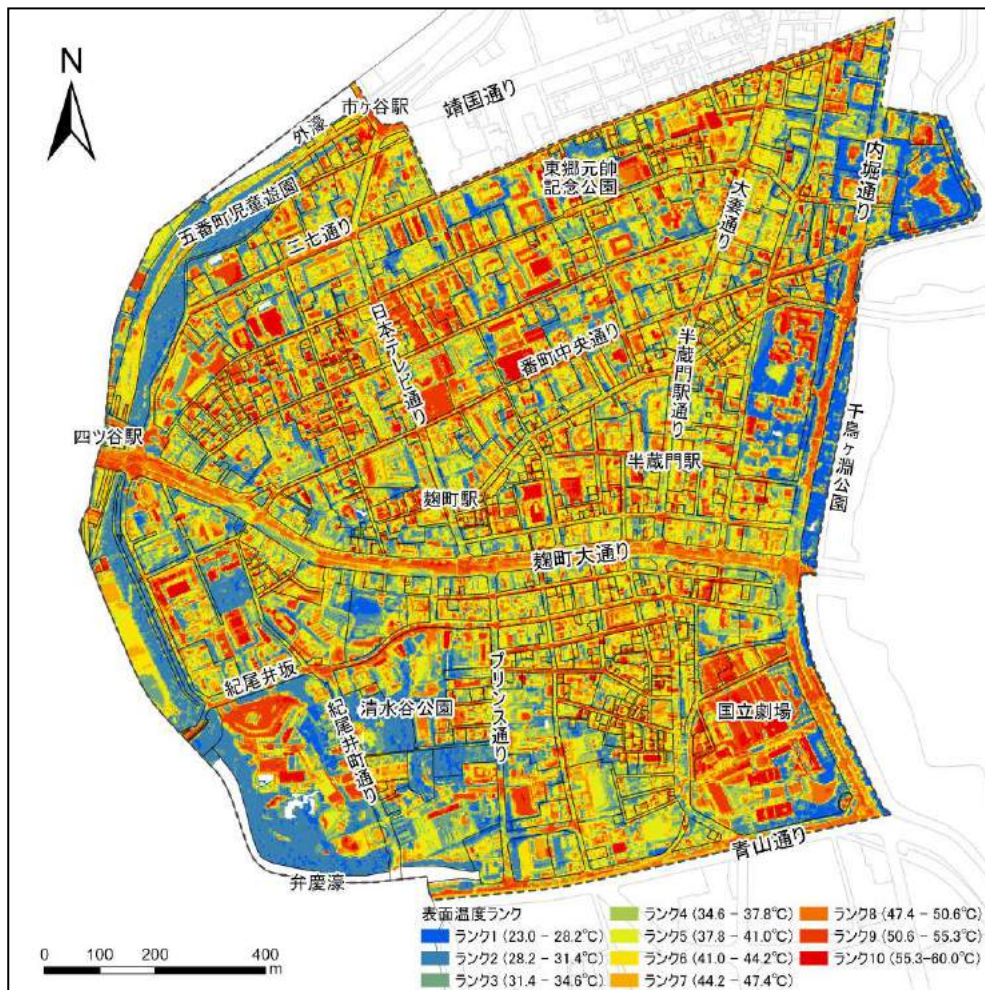 N
市ヶ谷駅
靖国通り
外濠
東郷元帥
記念公園
内堀通り
大妻通り
五番町児童遊園
二七通り
日本テレビ通り
番町中央通り
半蔵門駅通り
千鳥ヶ淵公園
四ツ谷駅
半蔵門駅
麹町駅
麹町大通り
紀尾井坂
プリンス通り
清水谷公園
紀尾井町通り
国立劇場
青山通り
弁慶濠
表面温度ランク
ランク1 (23.0 - 28.2℃)
ランク2 (28.2 - 31.4℃)
ランク3 (31.4 - 34.6℃)
ランク4 (34.6 - 37.8℃)
ランク5 (37.8 - 41.0℃)
ランク6 (41.0 - 44.2℃)
ランク7 (44.2 - 47.4℃)
ランク8 (47.4 - 50.6℃)
ランク9 (50.6 - 55.3℃)
ランク10 (55.3-60.0℃)
0 100 200 400
m